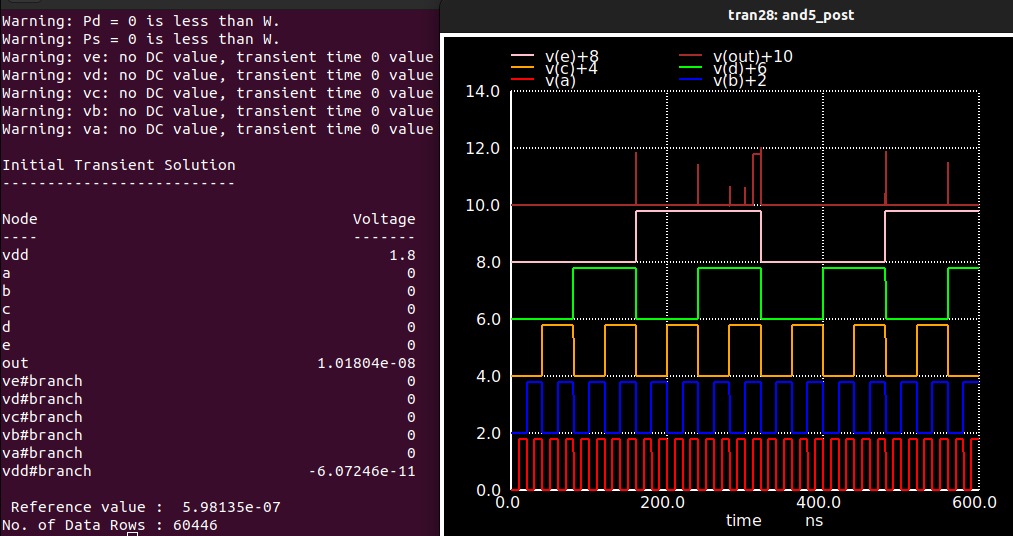 Warning: Pd = 0 is less than W.
Warning: Ps = 0 is less than W.
Warning: ve: no DC value, transient time 0 value
Warning: vd: no DC value, transient time 0 value
Warning: vc: no DC value, transient time 0 value
Warning: vb: no DC value, transient time 0 value
Warning: va: no DC value, transient time 0 value
Initial Transient Solution
--------------------------
Node Voltage
---- -------
vdd 1.8
a 0
b 0
c 0
d 0
e 0
out 1.01804e-08
ve#branch 0
vd#branch 0
vc#branch 0
vb#branch 0
va#branch 0
vdd#branch -6.07246e-11
Reference value : 5.98135e-07
No. of Data Rows : 60446
tran28: and5_post
v(e)+8 v(out)+10
v(c)+4 v(d)+6
v(a) v(b)+2
14.0
12.0
10.0
8.0
6.0
4.0
2.0
0.0
0.0 200.0 400.0 600.0
time ns